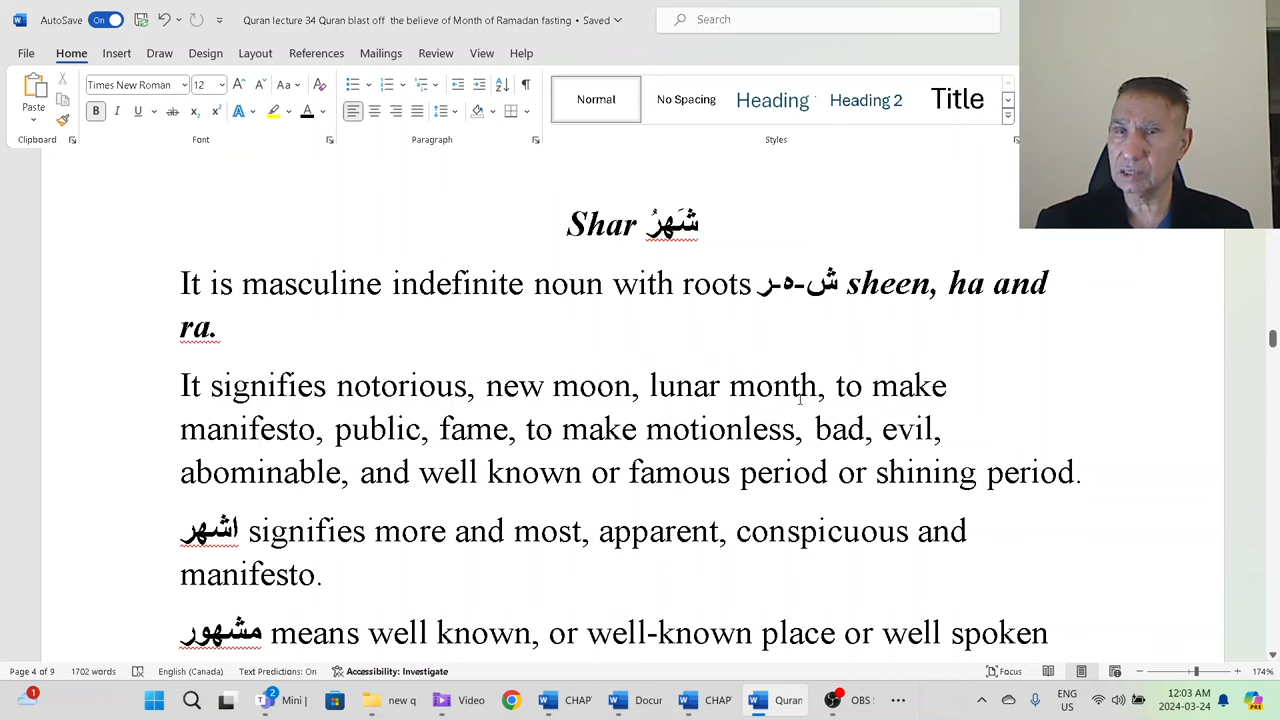 AutoSave On Quran lecture 34 Quran blast off the believe of Month of Ramadan fasting • Saved Search
File Home Insert Draw Design Layout References Mailings Review View Help
Times New Roman 12 Aa
Paste B I U ab x₂ x² A A Normal No Spacing Heading Heading 2 Title
Clipboard Font Paragraph Styles
Shar شَهرُ
It is masculine indefinite noun with roots ش-ه-ر sheen, ha and
ra.
It signifies notorious, new moon, lunar month, to make
manifesto, public, fame, to make motionless, bad, evil,
abominable, and well known or famous period or shining period.
اشهر signifies more and most, apparent, conspicuous and
manifesto.
مشهور means well known, or well-known place or well spoken
Page 4 of 9 1702 words English (Canada) Text Predictions: On Accessibility: Investigate Focus 174%
1 2 Mini | new q Video CHAP Docur CHAP Quran OBS ENG US 12:03 AM 2024-03-24